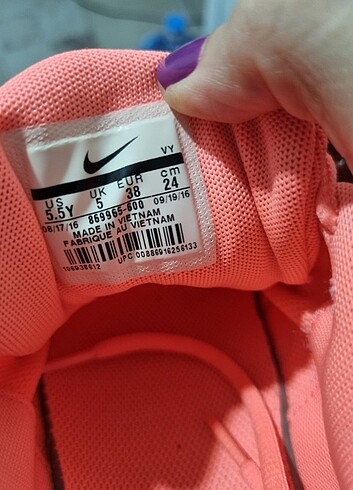 VY
US UK EUR cm
5.5Y 5 38 24
08/17/16 869965-600 09/19/16
MADE IN VIETNAM
FABRIQUE AU VIETNAM
UPC 00886916256133